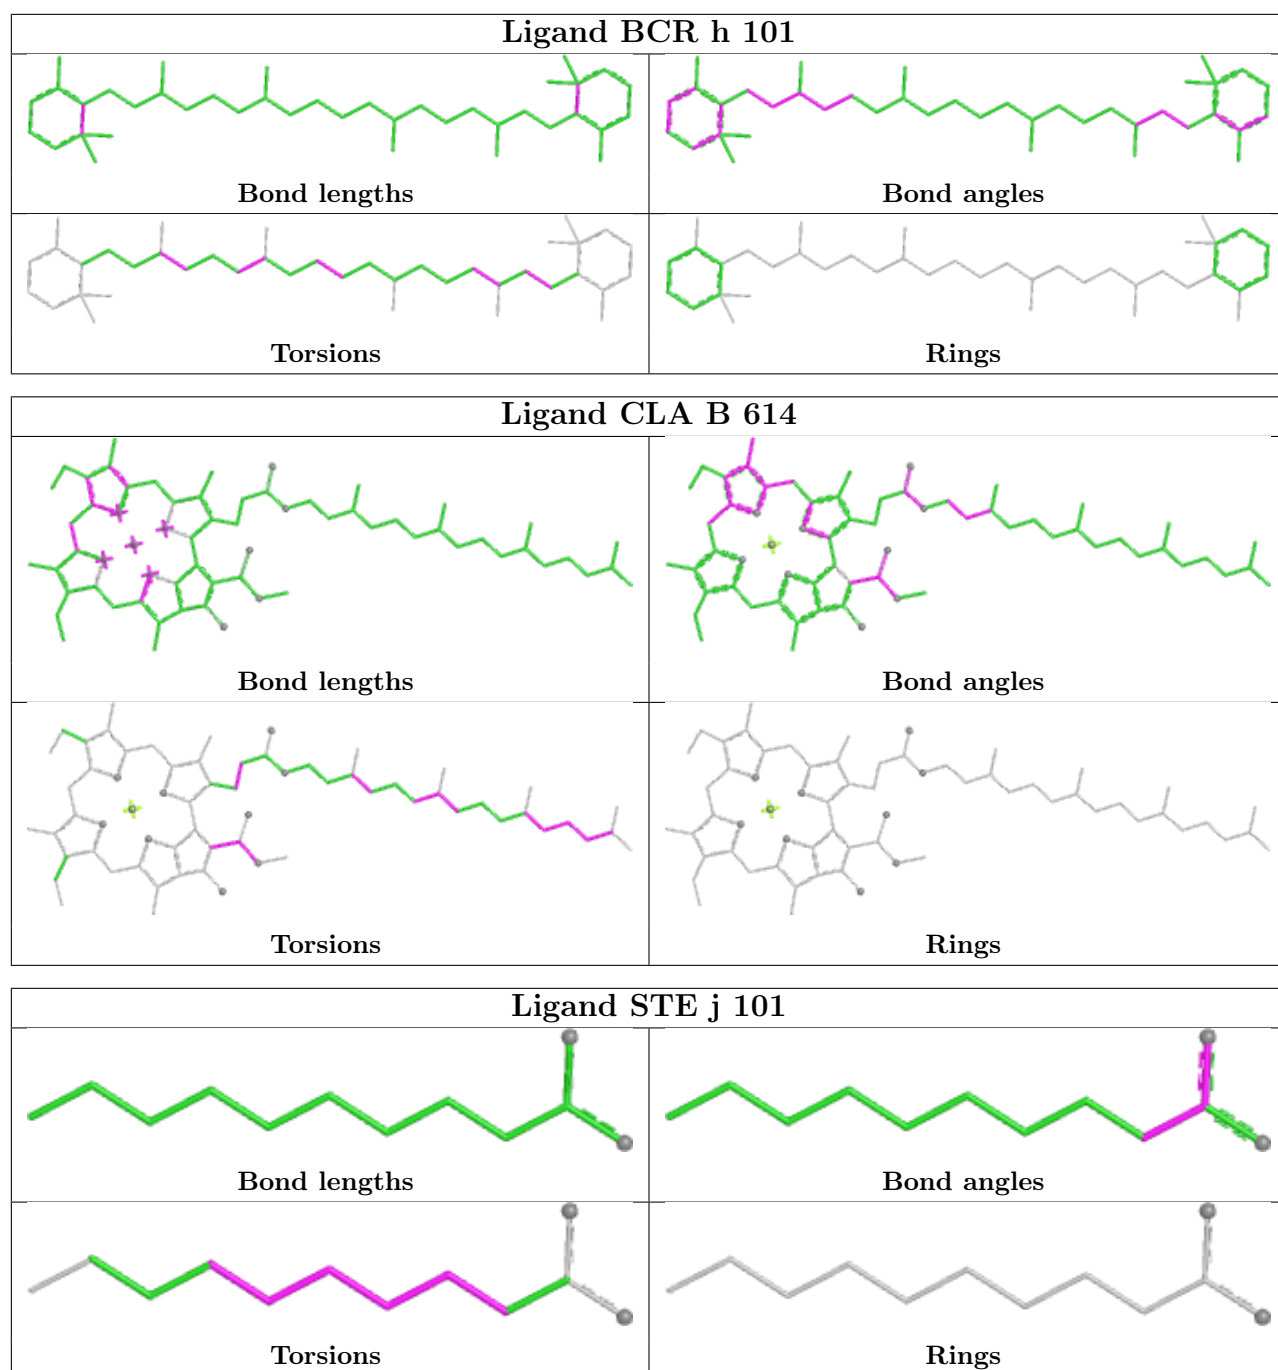 Ligand BCR h 101
Bond lengths
Bond angles
Torsions
Rings
Ligand CLA B 614
Bond lengths
Bond angles
Torsions
Rings
Ligand STE j 101
Bond lengths
Bond angles
Torsions
Rings